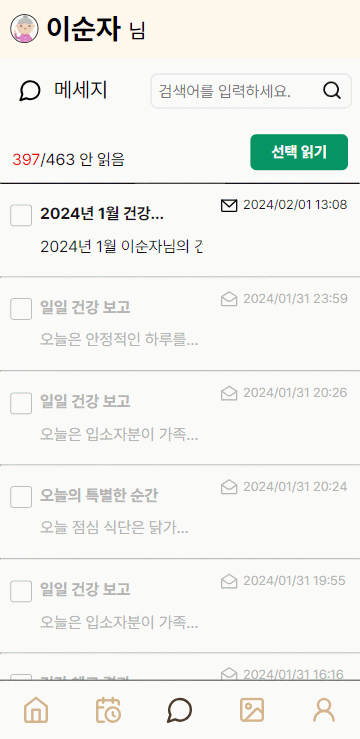 이순자 님
메세지
검색어를 입력하세요.
397/463 안 읽음
선택 읽기
2024년 1월 건강...
2024/02/01 13:08
2024년 1월 이순자님의
일일 건강 보고
2024/01/31 23:59
오늘은 안정적인 하루를...
일일 건강 보고
2024/01/31 20:26
오늘은 입소자분이 가족...
오늘의 특별한 순간
2024/01/31 20:24
오늘 점심 식단은 닭가...
일일 건강 보고
2024/01/31 19:55
오늘은 입소자분이 가족...
2024/01/31 16:16